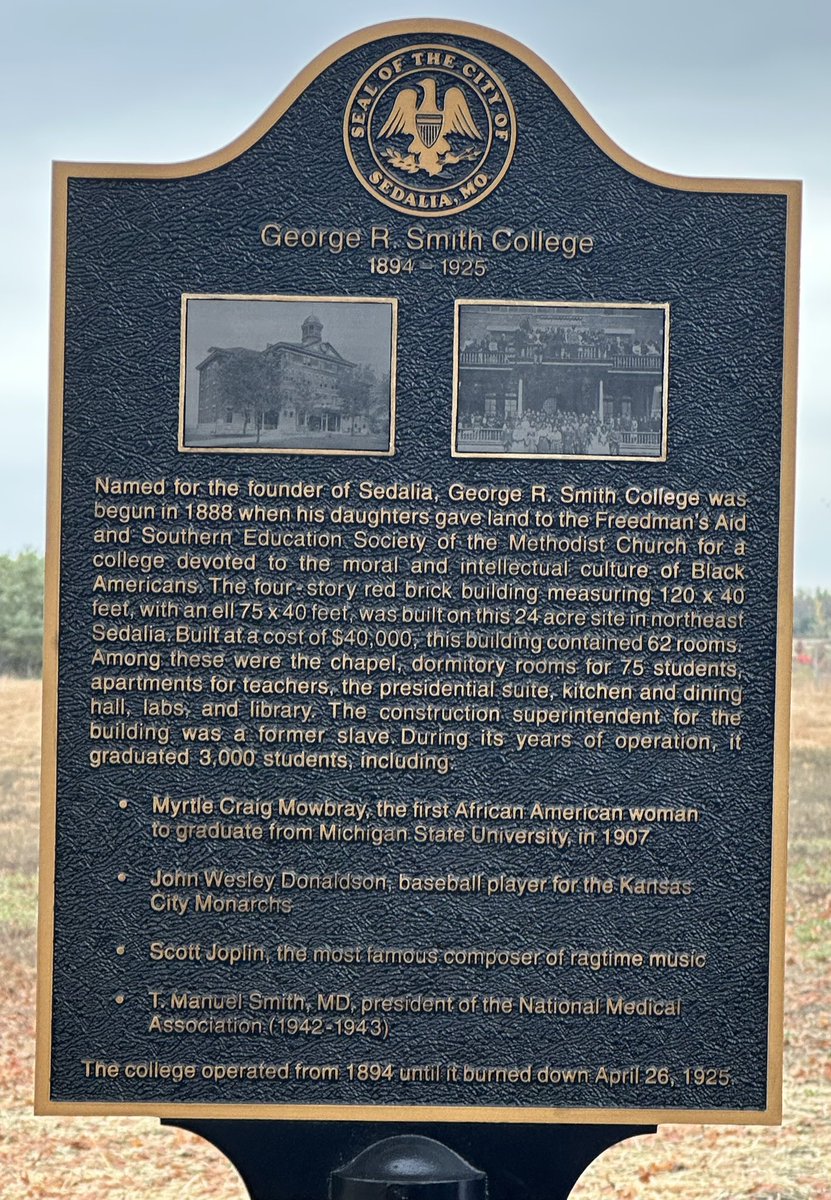 SEAL OF THE CITY OF
SEDALIA, MO
George R. Smith College
1894 - 1925
Named for the founder of Sedalia, George R. Smith College was
begun in 1888 when his daughters gave land to the Freedman's Aid
and Southern Education Society of the Methodist Church for a
college devoted to the moral and intellectual culture of Black
Americans. The four-story red brick building measuring 120 x 40
feet, with an ell 75 x 40 feet, was built on this 24 acre site in northeast
Sedalia. Built at a cost of $40,000, this building contained 62 rooms.
Among these were the chapel, dormitory rooms for 75 students,
apartments for teachers, the presidential suite, kitchen and dining
hall, labs, and library. The construction superintendent for the
building was a former slave. During its years of operation, it
graduated 3,000 students, including:
• Myrtle Craig Mowbray, the first African American woman
to graduate from Michigan State University, in 1907
• John Wesley Donaldson, baseball player for the Kansas
City Monarchs
• Scott Joplin, the most famous composer of ragtime music
• T. Manuel Smith, MD, president of the National Medical
Association (1942-1943)
The college operated from 1894 until it burned down April 26, 1925.